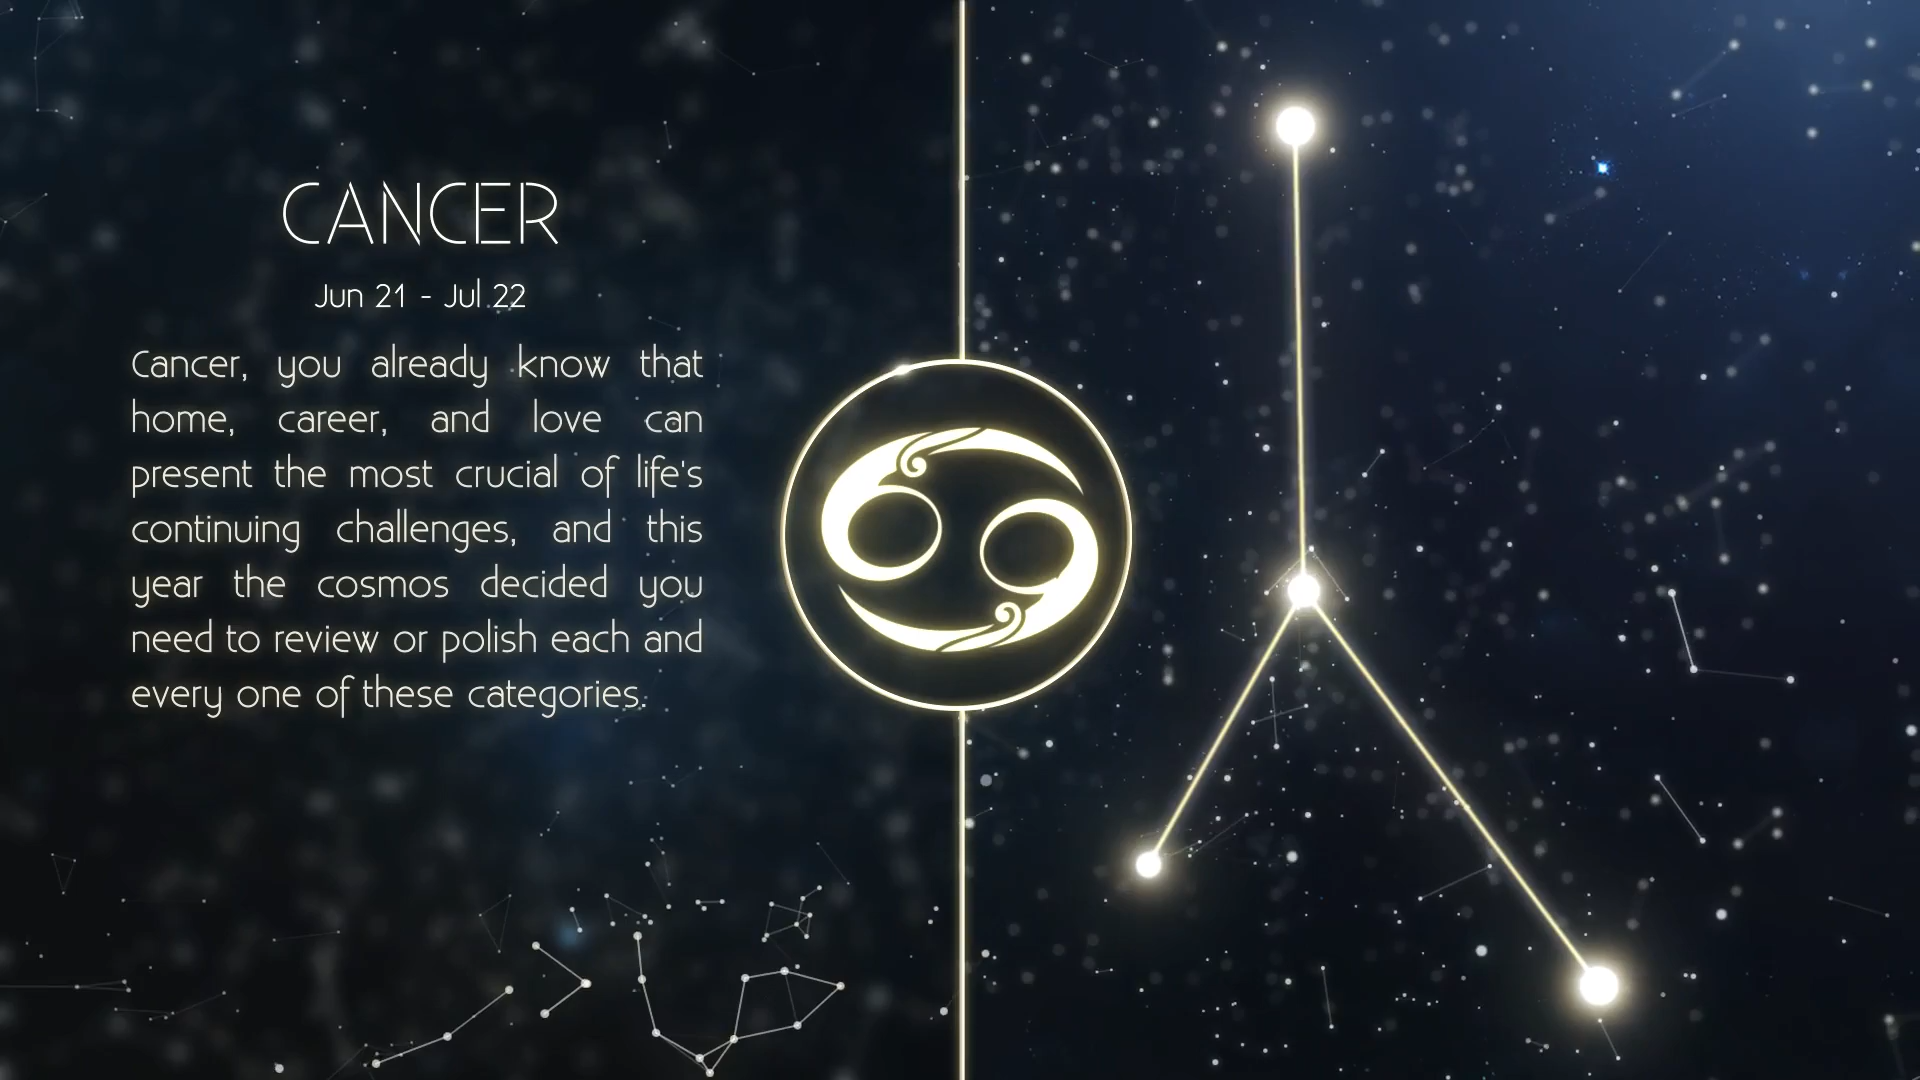 CANCER
Jun 21 - Jul 22
Cancer, you already know that
home, career, and love can
present the most crucial of life's
continuing challenges, and this
year the cosmos decided you
need to review or polish each and
every one of these categories.